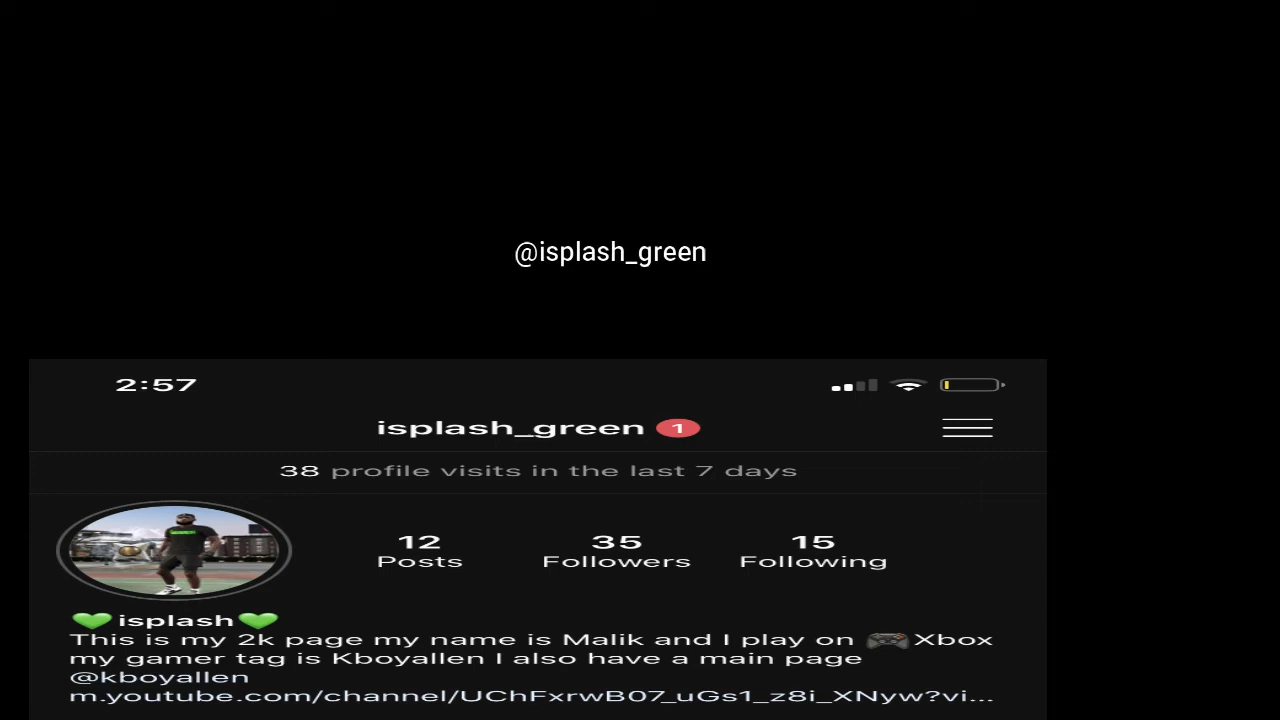 @isplash_green
2:57
isplash_green 1
38 profile visits in the last 7 days
12 35 15
Posts Followers Following
💚isplash💚
This is my 2k page my name is Malik and I play on 🎮Xbox
my gamer tag is Kboyallen I also have a main page
@kboyallen
m.youtube.com/channel/UChFxrwB07_uGs1_z8i_XNyw?vi...